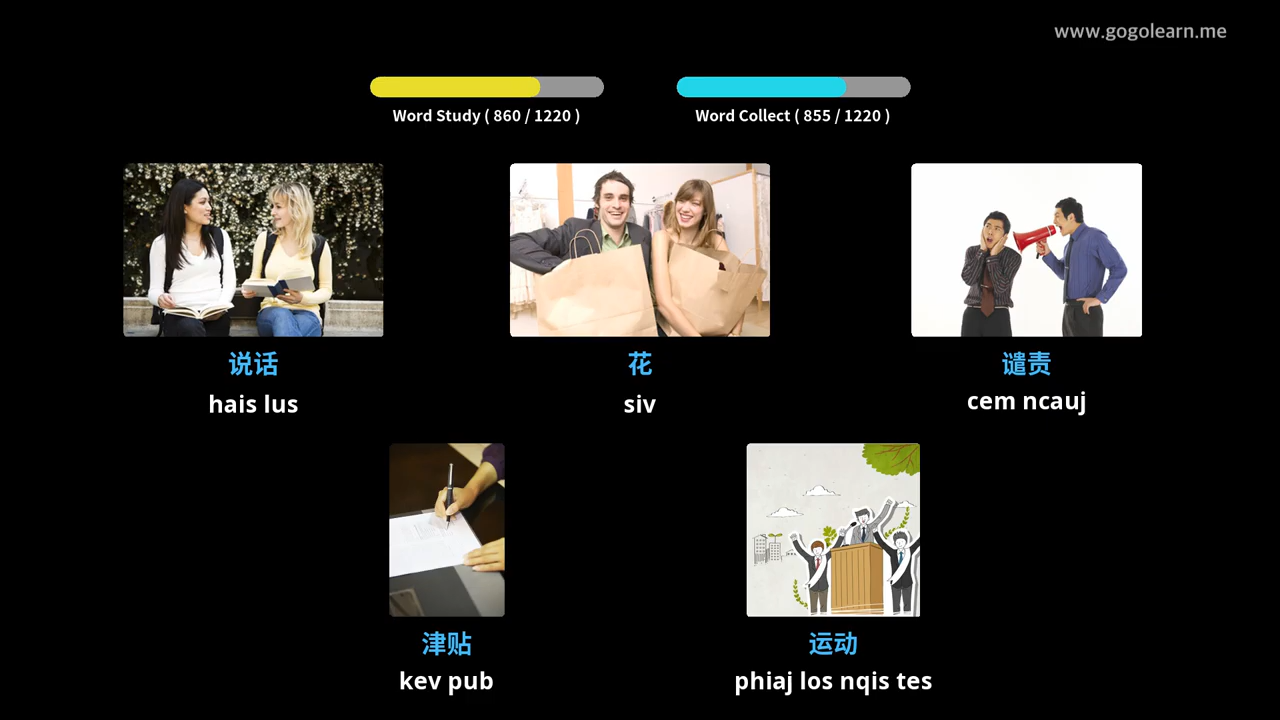 www.gogolearn.me
Word Study ( 860 / 1220 )
Word Collect ( 855 / 1220 )
说话
花
谴责
hais lus
siv
cem ncauj
津贴
运动
kev pub
phiaj los nqis tes